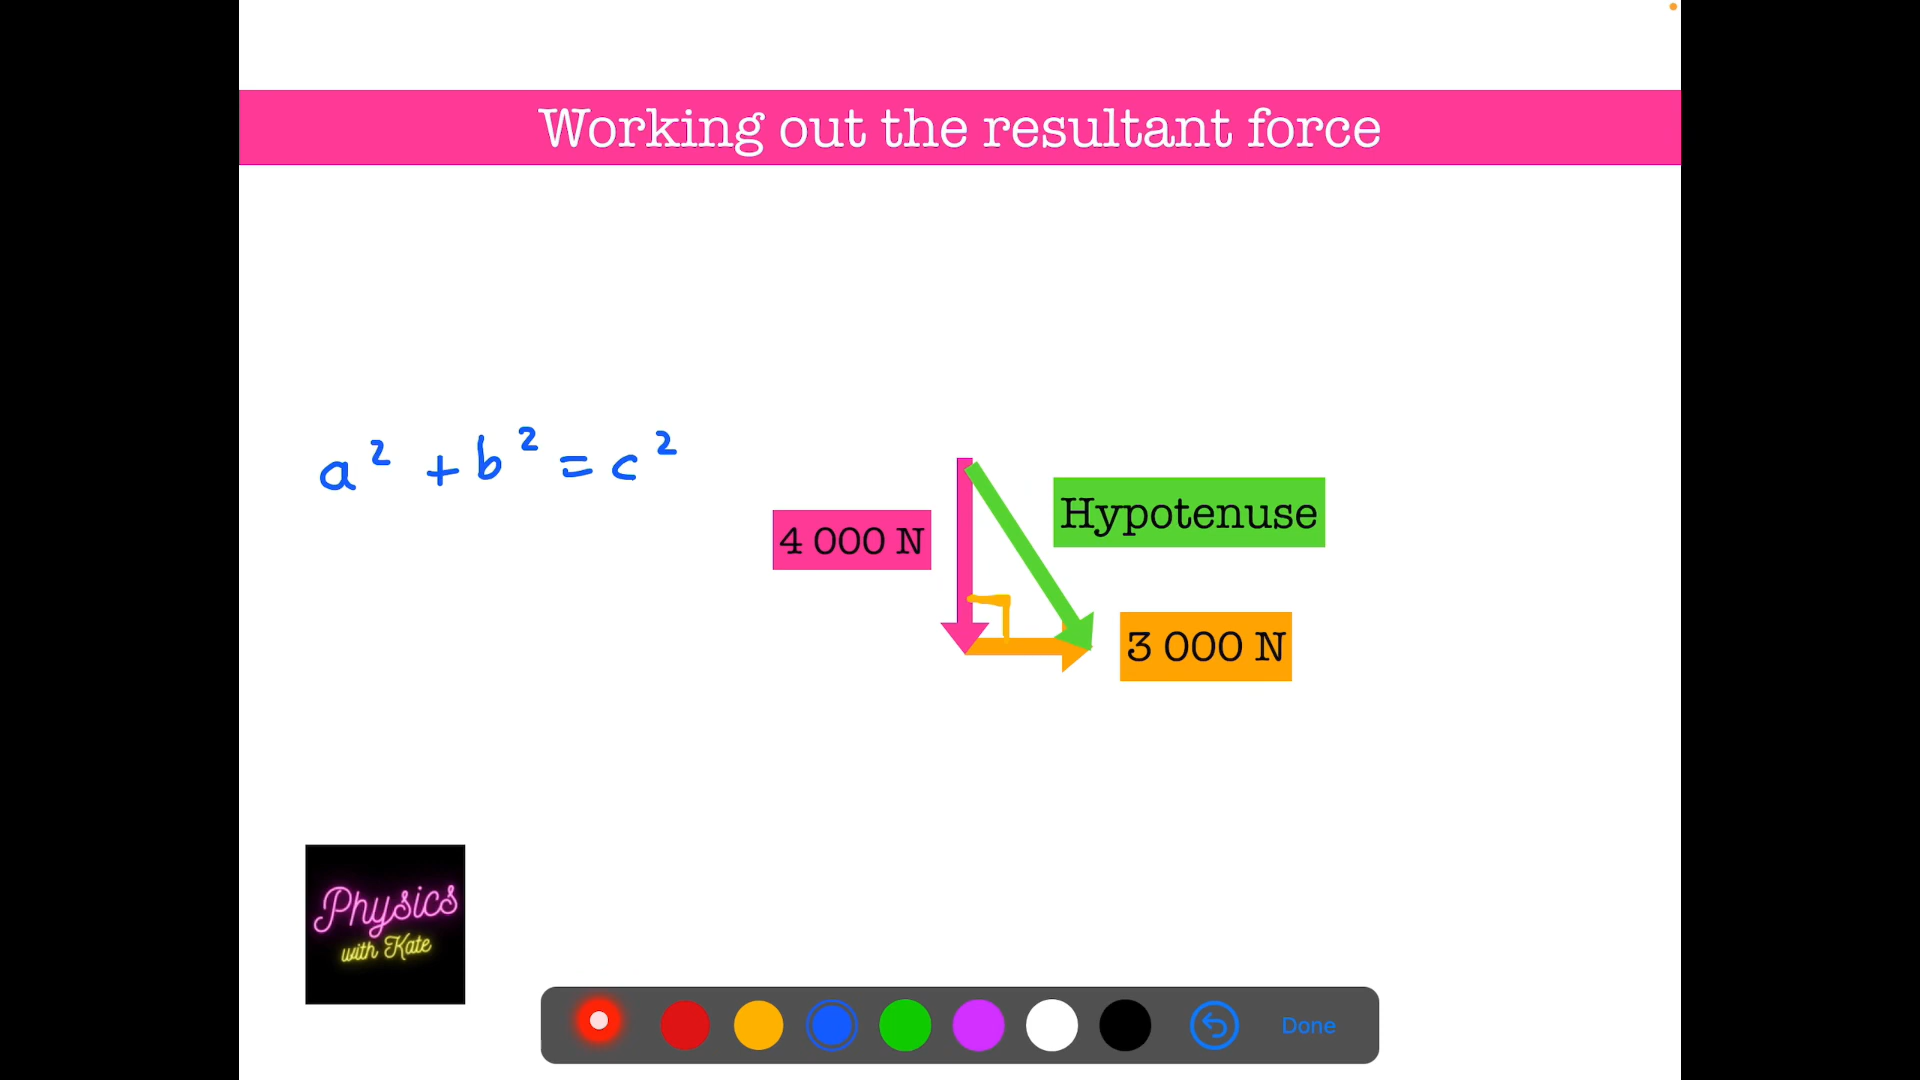 Working out the resultant force
a² + b² = c²
Hypotenuse
4 000 N
3 000 N
Physics
with Kate
Done